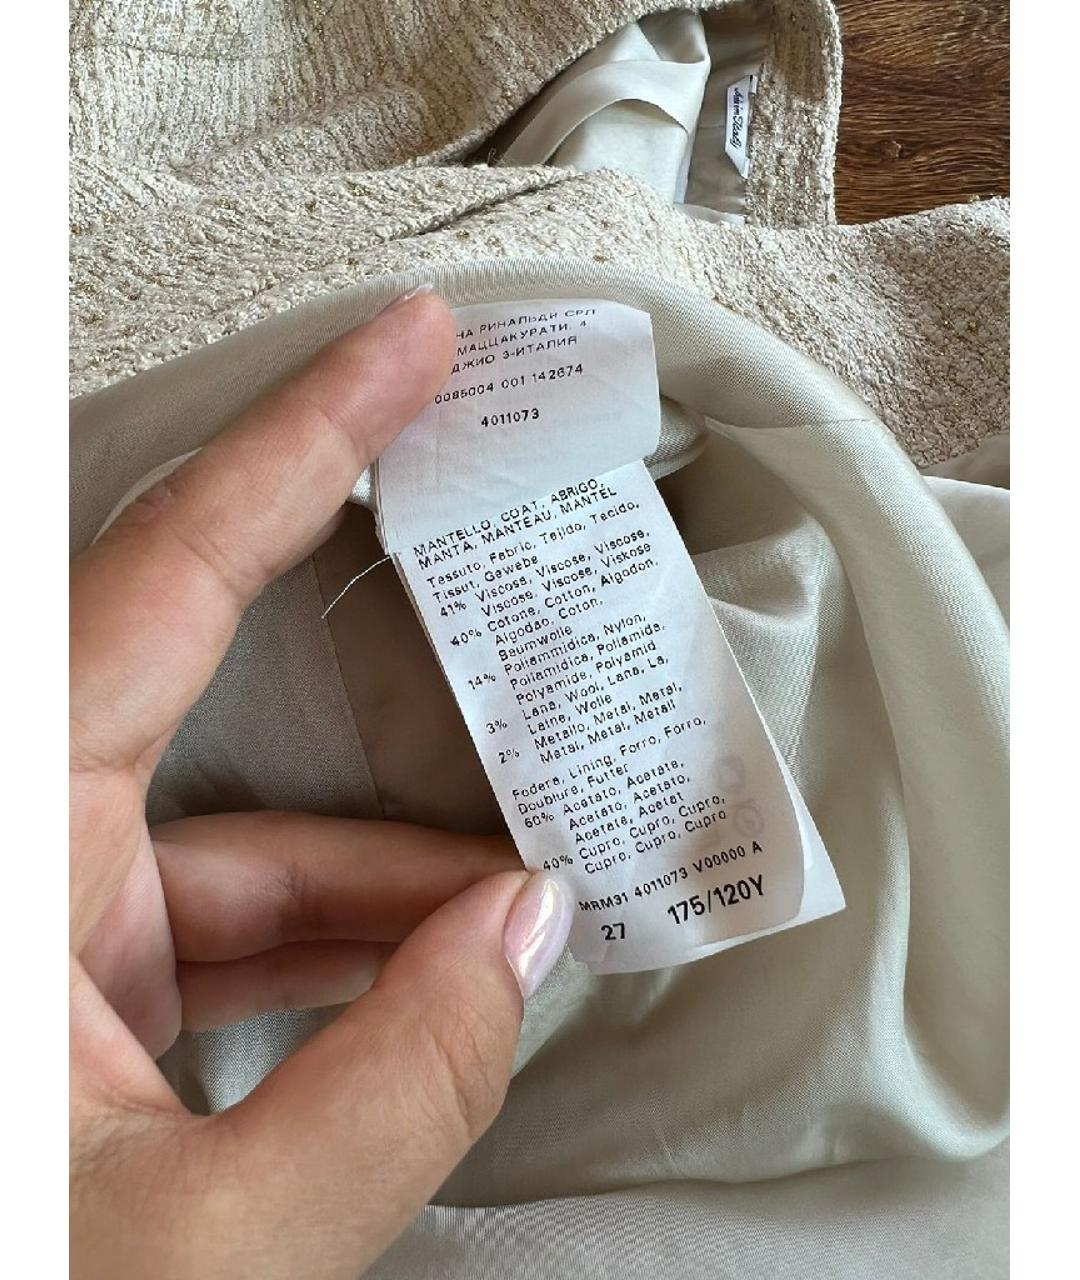 НА РИНАЛЬДИ СРЛ
МАЦЦАКУРАТИ, 4
ДЖИО З-ИТАЛИЯ
0085004 001 142674
4011073
MANTELLO, COAT, ABRIGO,
MANTA, MANTEAU, MANTEL
Tessuto, Fabric, Tejido, Tecido,
Tissut, Gewebe
41% Viscose, Viscose, Viscose,
Viscose, Viscose, Viskose
40% Cotone, Cotton, Algodon,
Algodao, Coton,
Baumwolle
14% Poliammidica, Nylon,
Poliamidica, Poliamida,
Polyamide, Polyamid
3% Lana, Wool, Lana, La,
Laine, Wolle
2% Metallo, Metal, Metal,
Metal, Metal, Metall
Fodera, Lining, Forro, Forro,
Doublure, Futter
60% Acetato, Acetate,
Acetato, Acetato,
Acetate, Acetat
40% Cupro, Cupro, Cupro,
Cupro, Cupro, Cupro
MRM31 4011073 V00000 A
27 175/120Y